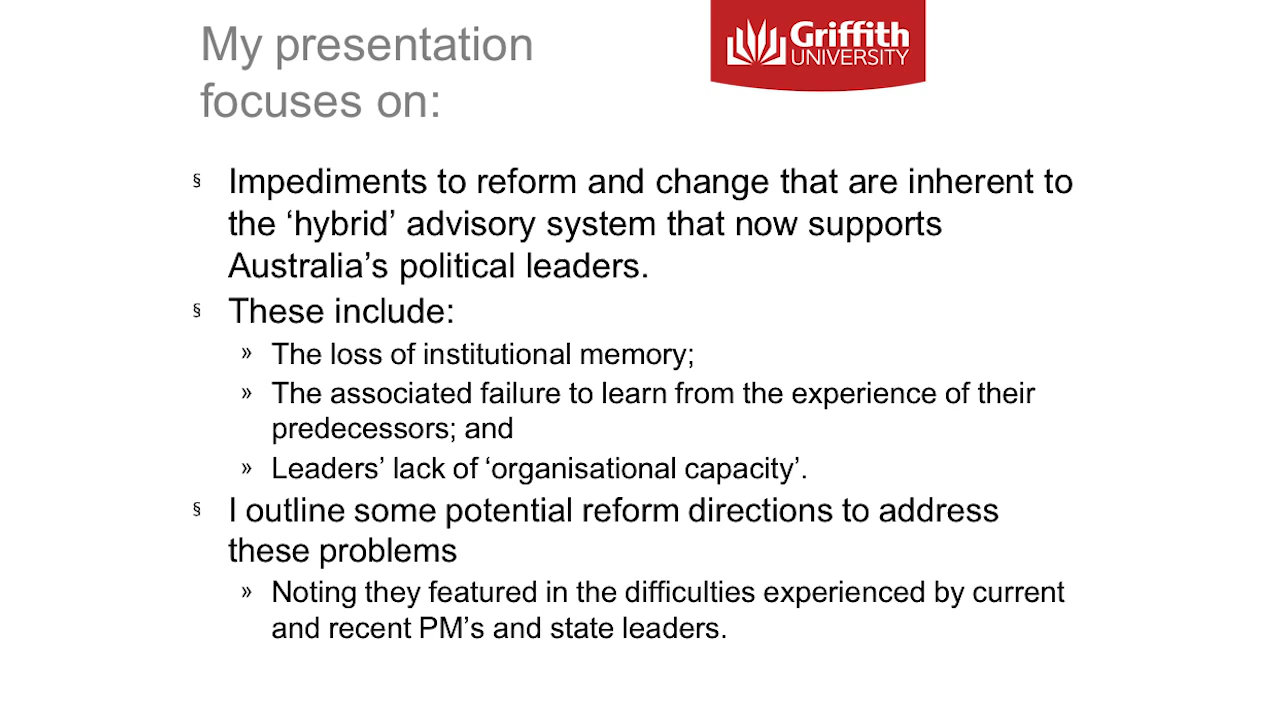 My presentation
focuses on:
Griffith
UNIVERSITY
§ Impediments to reform and change that are inherent to
the ‘hybrid’ advisory system that now supports
Australia’s political leaders.
§ These include:
» The loss of institutional memory;
» The associated failure to learn from the experience of their
predecessors; and
» Leaders’ lack of ‘organisational capacity’.
§ I outline some potential reform directions to address
these problems
» Noting they featured in the difficulties experienced by current
and recent PM’s and state leaders.